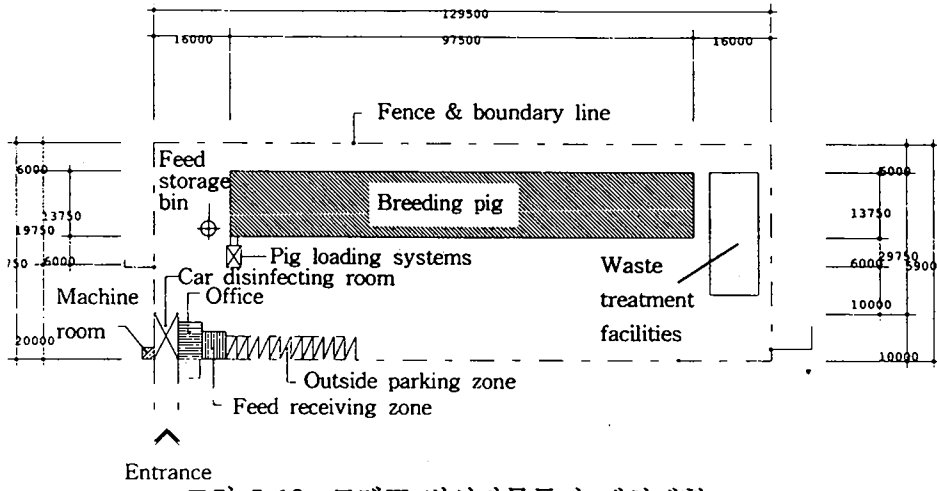 129500
16000
97500
16000
Fence & boundary line
6000
Feed
storage
bin
Breeding pig
13750
19750
6000
Pig loading systems
Car disinfecting room
Office
Machine
room
20000
Waste
treatment
facilities
13750
6000
29750
5900
10000
10000
Outside parking zone
Feed receiving zone
Entrance